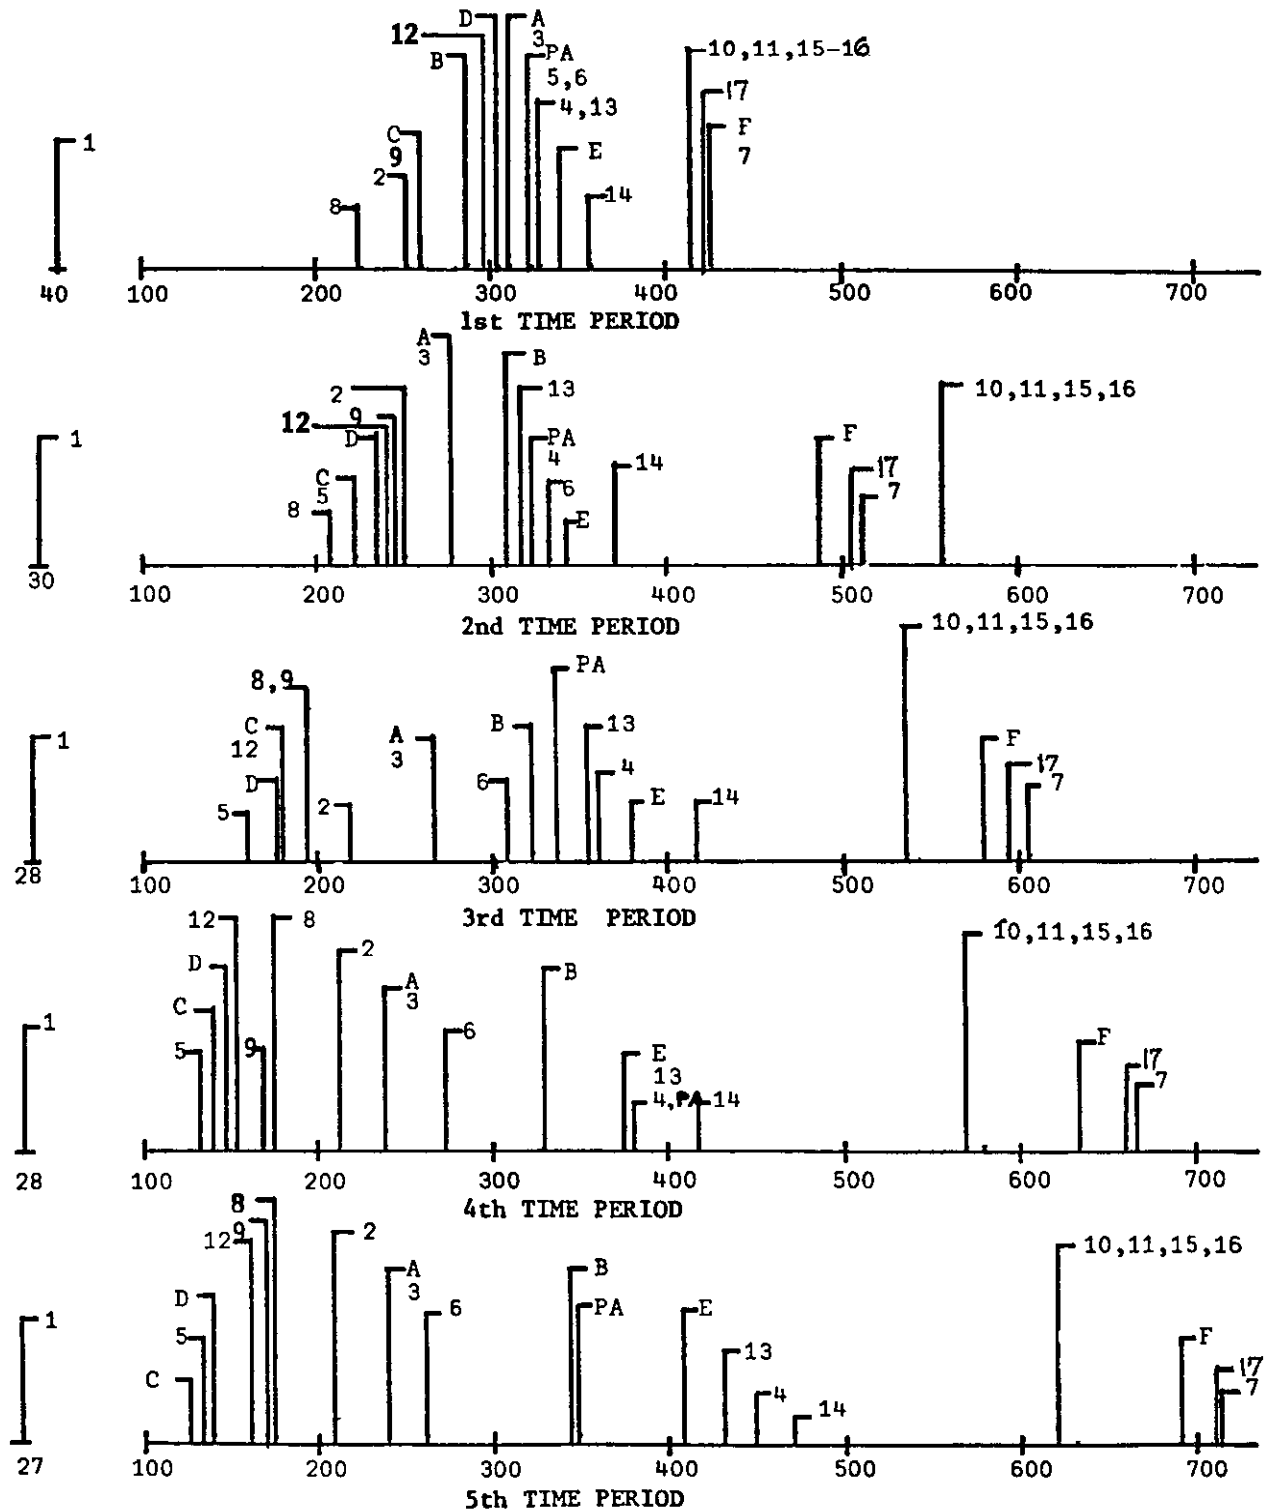 D A
12 3
B PA
5,6
4,13
10,11,15-16
17
F
7
1
C
9
2
8
E
14
40 100 200 300 400 500 600 700
1st TIME PERIOD
A
3
B
2
13
10,11,15,16
12 9
D
PA
4
1
C
5
8
6
E
14
F
17
7
30 100 200 300 400 500 600 700
2nd TIME PERIOD
10,11,15,16
PA
8,9
C
12
D
5
2
1
A
3
B
13
6
4
E
14
F
17
7
28 100 200 300 400 500 600 700
3rd TIME PERIOD
12
8
10,11,15,16
2
D
B
A
3
C
1
6
5
9
E
13
4,PA
14
F
17
7
28 100 200 300 400 500 600 700
4th TIME PERIOD
8
9
12
2
10,11,15,16
A
3
B
D
PA
1
6
E
5
13
C
4
14
F
17
7
27 100 200 300 400 500 600 700
5th TIME PERIOD